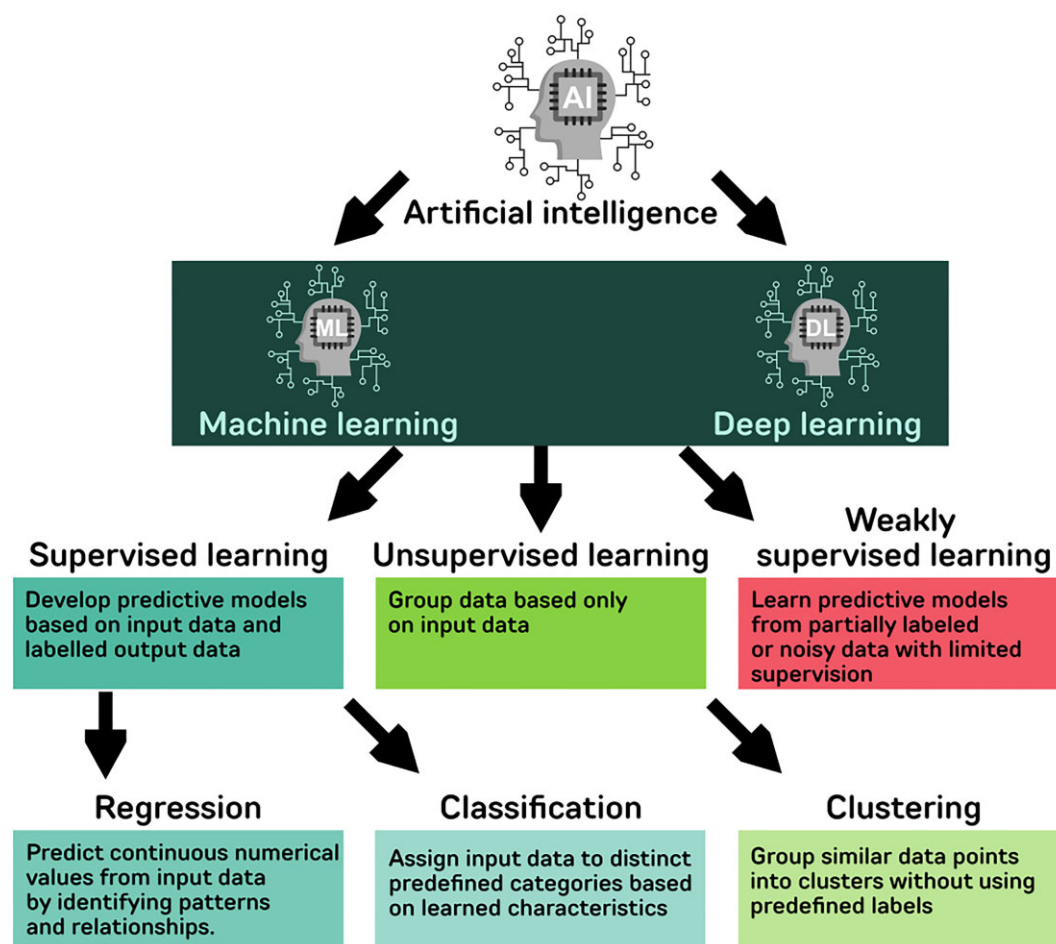 AI
Artificial intelligence
ML
DL
Machine learning
Deep learning
Supervised learning
Develop predictive models
based on input data and
labelled output data
Unsupervised learning
Group data based only
on input data
Weakly
supervised learning
Learn predictive models
from partially labeled
or noisy data with limited
supervision
Regression
Predict continuous numerical
values from input data
by identifying patterns
and relationships.
Classification
Assign input data to distinct
predefined categories based
on learned characteristics
Clustering
Group similar data points
into clusters without using
predefined labels